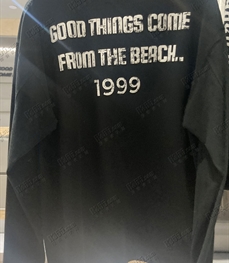 GOOD THINGS COME
FROM THE BEACH..
1999